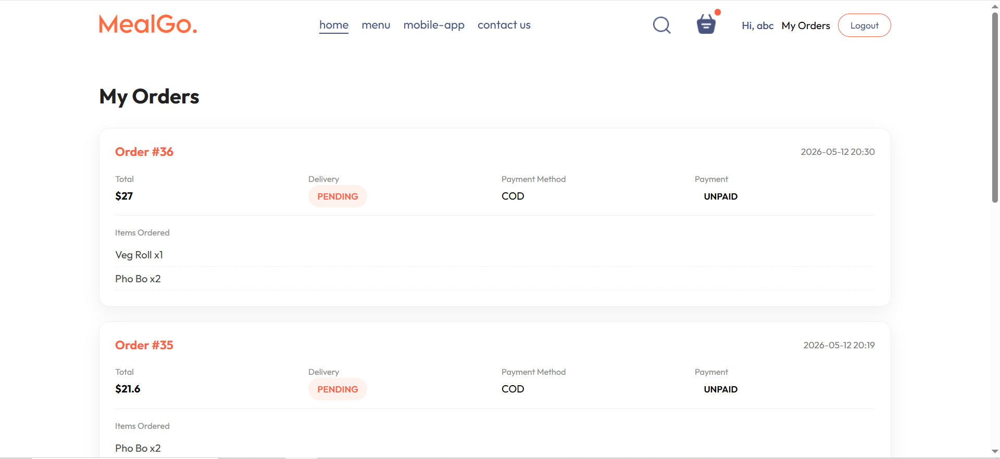 MealGo.
home menu mobile-app contact us
Hi, abc My Orders Logout
My Orders
Order #36 2026-05-12 20:30
Total Delivery Payment Method Payment
$27 PENDING COD UNPAID
Items Ordered
Veg Roll x1
Pho Bo x2
Order #35 2026-05-12 20:19
Total Delivery Payment Method Payment
$21.6 PENDING COD UNPAID
Items Ordered
Pho Bo x2